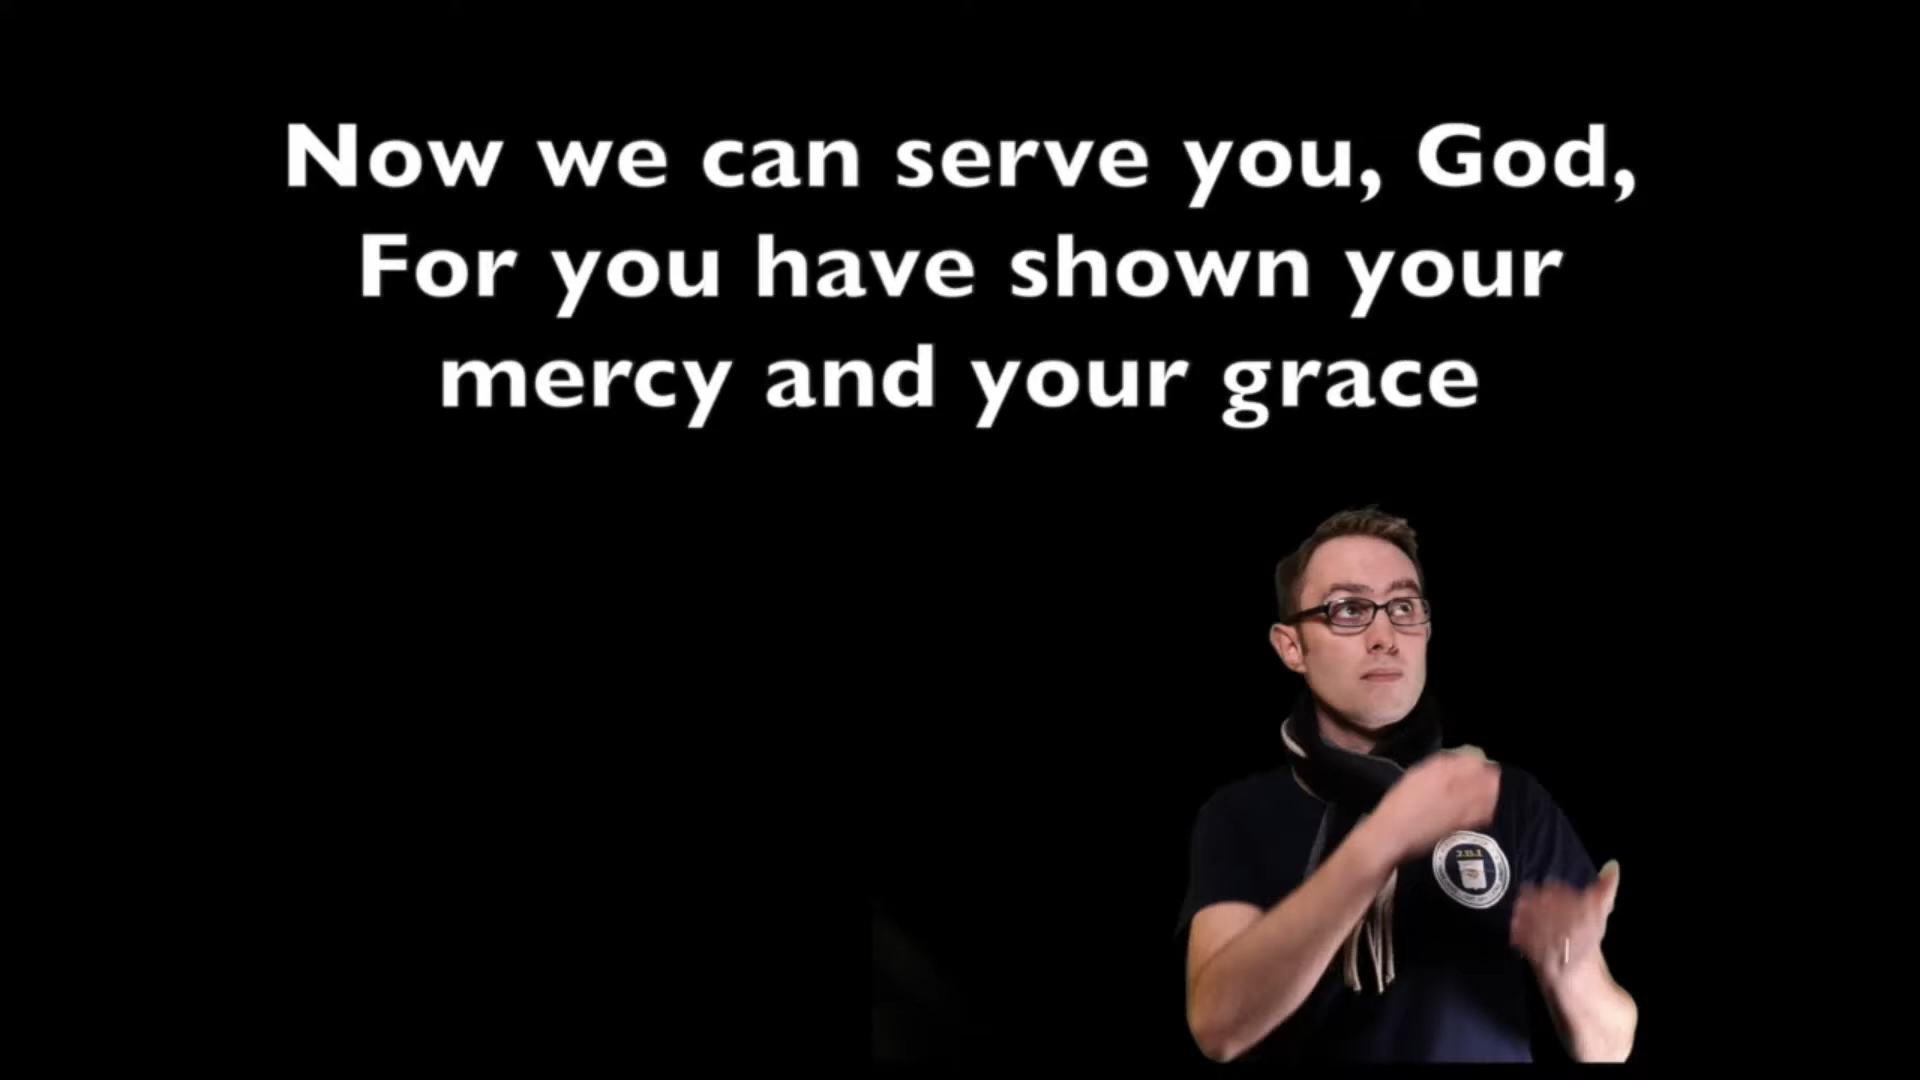 Now we can serve you, God,
For you have shown your
mercy and your grace